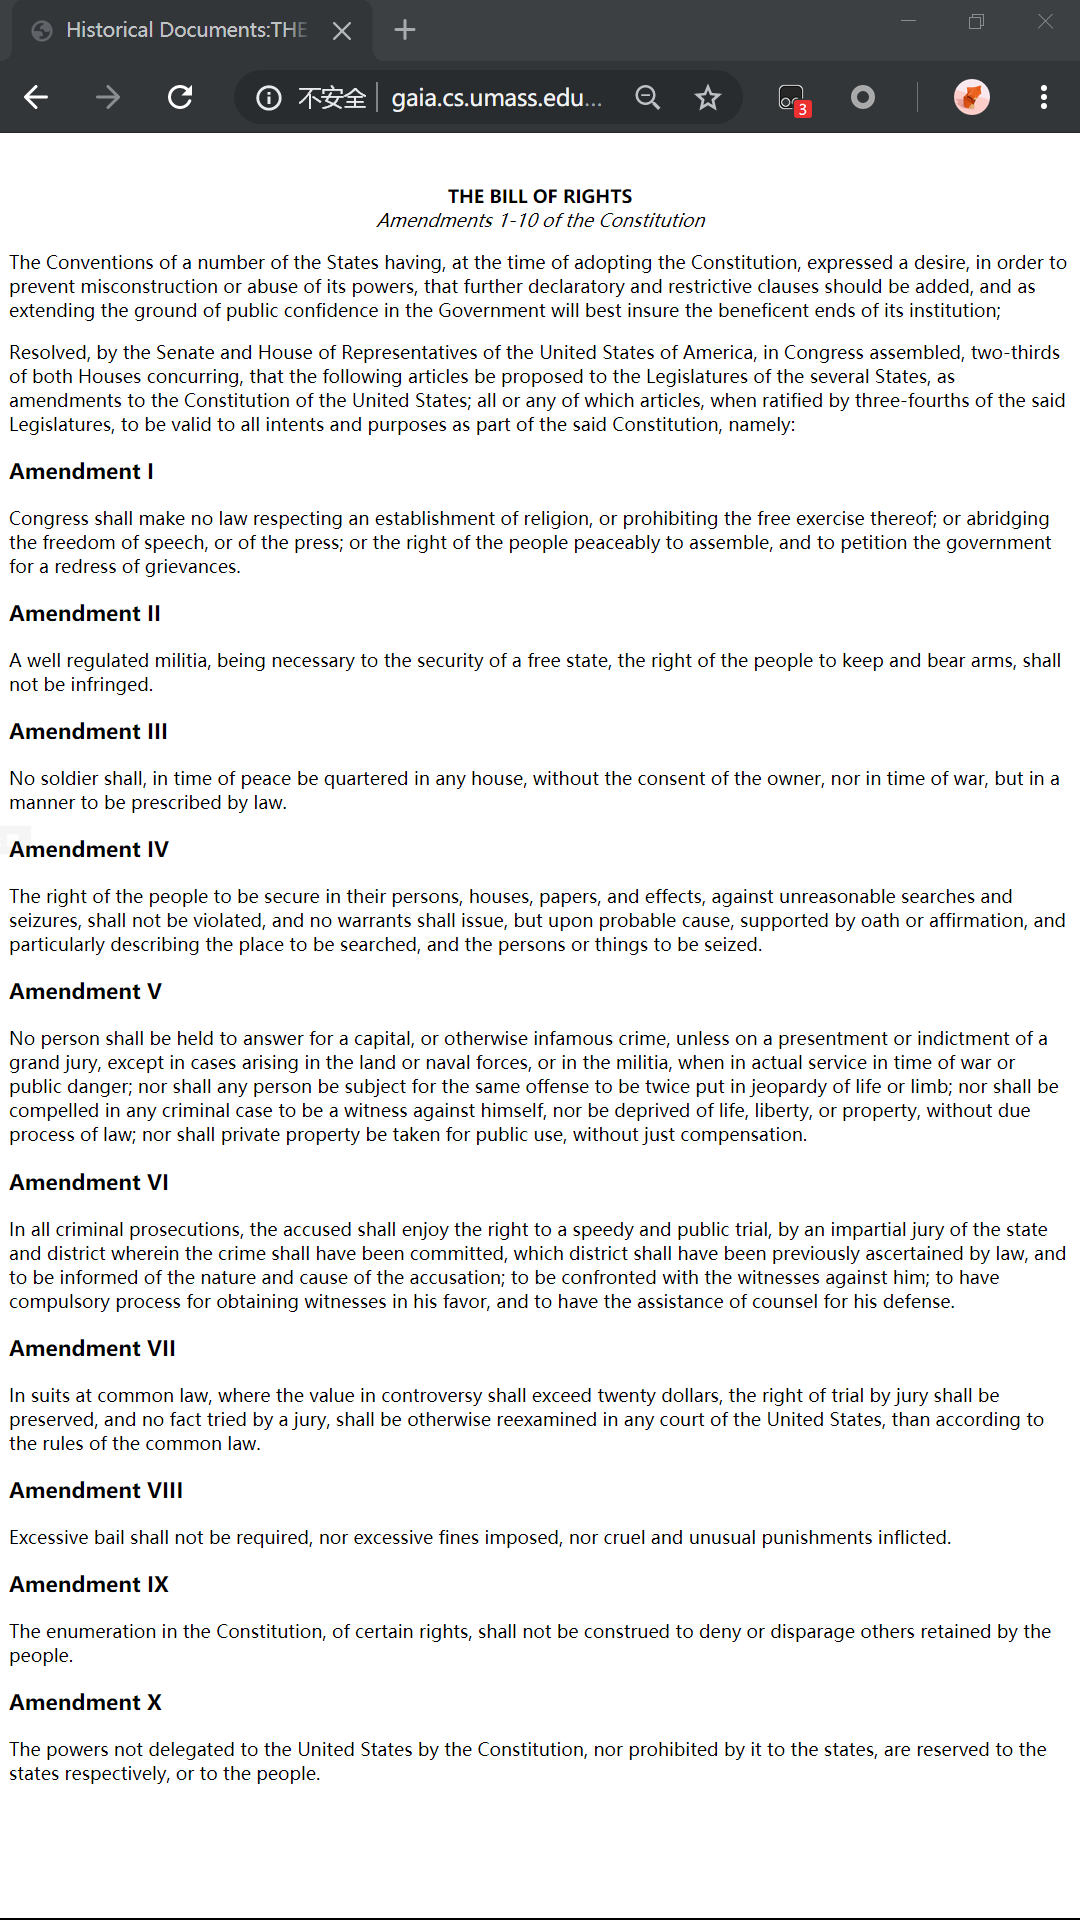 Historical Documents:THE
不安全
gaia.cs.umass.edu...
3
THE BILL OF RIGHTS
Amendments 1-10 of the Constitution
The Conventions of a number of the States having, at the time of adopting the Constitution, expressed a desire, in order to
prevent misconstruction or abuse of its powers, that further declaratory and restrictive clauses should be added, and as
extending the ground of public confidence in the Government will best insure the beneficent ends of its institution;
Resolved, by the Senate and House of Representatives of the United States of America, in Congress assembled, two-thirds
of both Houses concurring, that the following articles be proposed to the Legislatures of the several States, as
amendments to the Constitution of the United States; all or any of which articles, when ratified by three-fourths of the said
Legislatures, to be valid to all intents and purposes as part of the said Constitution, namely:
Amendment I
Congress shall make no law respecting an establishment of religion, or prohibiting the free exercise thereof; or abridging
the freedom of speech, or of the press; or the right of the people peaceably to assemble, and to petition the government
for a redress of grievances.
Amendment II
A well regulated militia, being necessary to the security of a free state, the right of the people to keep and bear arms, shall
not be infringed.
Amendment III
No soldier shall, in time of peace be quartered in any house, without the consent of the owner, nor in time of war, but in a
manner to be prescribed by law.
Amendment IV
The right of the people to be secure in their persons, houses, papers, and effects, against unreasonable searches and
seizures, shall not be violated, and no warrants shall issue, but upon probable cause, supported by oath or affirmation, and
particularly describing the place to be searched, and the persons or things to be seized.
Amendment V
No person shall be held to answer for a capital, or otherwise infamous crime, unless on a presentment or indictment of a
grand jury, except in cases arising in the land or naval forces, or in the militia, when in actual service in time of war or
public danger; nor shall any person be subject for the same offense to be twice put in jeopardy of life or limb; nor shall be
compelled in any criminal case to be a witness against himself, nor be deprived of life, liberty, or property, without due
process of law; nor shall private property be taken for public use, without just compensation.
Amendment VI
In all criminal prosecutions, the accused shall enjoy the right to a speedy and public trial, by an impartial jury of the state
and district wherein the crime shall have been committed, which district shall have been previously ascertained by law, and
to be informed of the nature and cause of the accusation; to be confronted with the witnesses against him; to have
compulsory process for obtaining witnesses in his favor, and to have the assistance of counsel for his defense.
Amendment VII
In suits at common law, where the value in controversy shall exceed twenty dollars, the right of trial by jury shall be
preserved, and no fact tried by a jury, shall be otherwise reexamined in any court of the United States, than according to
the rules of the common law.
Amendment VIII
Excessive bail shall not be required, nor excessive fines imposed, nor cruel and unusual punishments inflicted.
Amendment IX
The enumeration in the Constitution, of certain rights, shall not be construed to deny or disparage others retained by the
people.
Amendment X
The powers not delegated to the United States by the Constitution, nor prohibited by it to the states, are reserved to the
states respectively, or to the people.